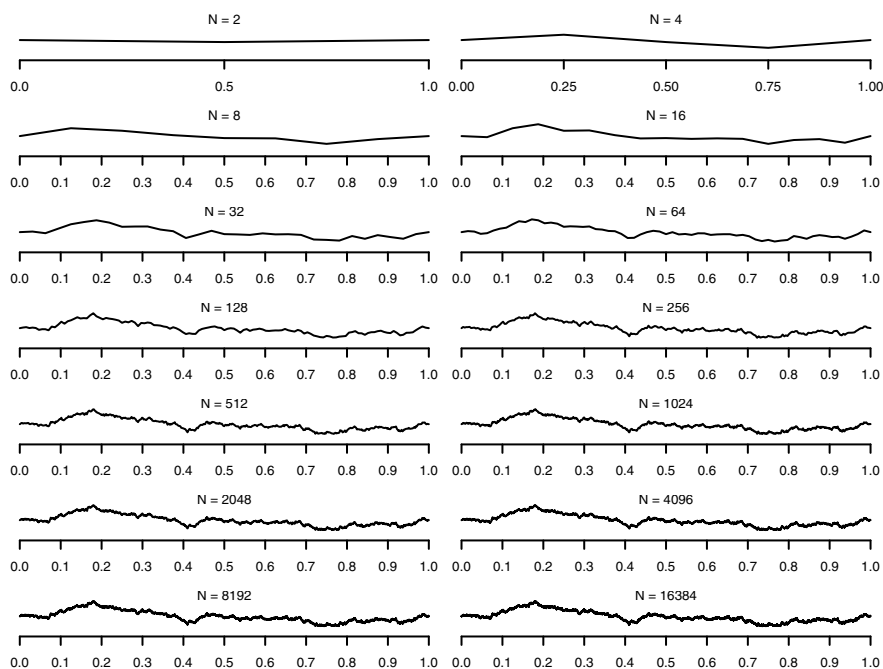 N = 2
0.0 0.5 1.0
N = 4
0.00 0.25 0.50 0.75 1.00
N = 8
0.0 0.1 0.2 0.3 0.4 0.5 0.6 0.7 0.8 0.9 1.0
N = 16
0.0 0.1 0.2 0.3 0.4 0.5 0.6 0.7 0.8 0.9 1.0
N = 32
0.0 0.1 0.2 0.3 0.4 0.5 0.6 0.7 0.8 0.9 1.0
N = 64
0.0 0.1 0.2 0.3 0.4 0.5 0.6 0.7 0.8 0.9 1.0
N = 128
0.0 0.1 0.2 0.3 0.4 0.5 0.6 0.7 0.8 0.9 1.0
N = 256
0.0 0.1 0.2 0.3 0.4 0.5 0.6 0.7 0.8 0.9 1.0
N = 512
0.0 0.1 0.2 0.3 0.4 0.5 0.6 0.7 0.8 0.9 1.0
N = 1024
0.0 0.1 0.2 0.3 0.4 0.5 0.6 0.7 0.8 0.9 1.0
N = 2048
0.0 0.1 0.2 0.3 0.4 0.5 0.6 0.7 0.8 0.9 1.0
N = 4096
0.0 0.1 0.2 0.3 0.4 0.5 0.6 0.7 0.8 0.9 1.0
N = 8192
0.0 0.1 0.2 0.3 0.4 0.5 0.6 0.7 0.8 0.9 1.0
N = 16384
0.0 0.1 0.2 0.3 0.4 0.5 0.6 0.7 0.8 0.9 1.0